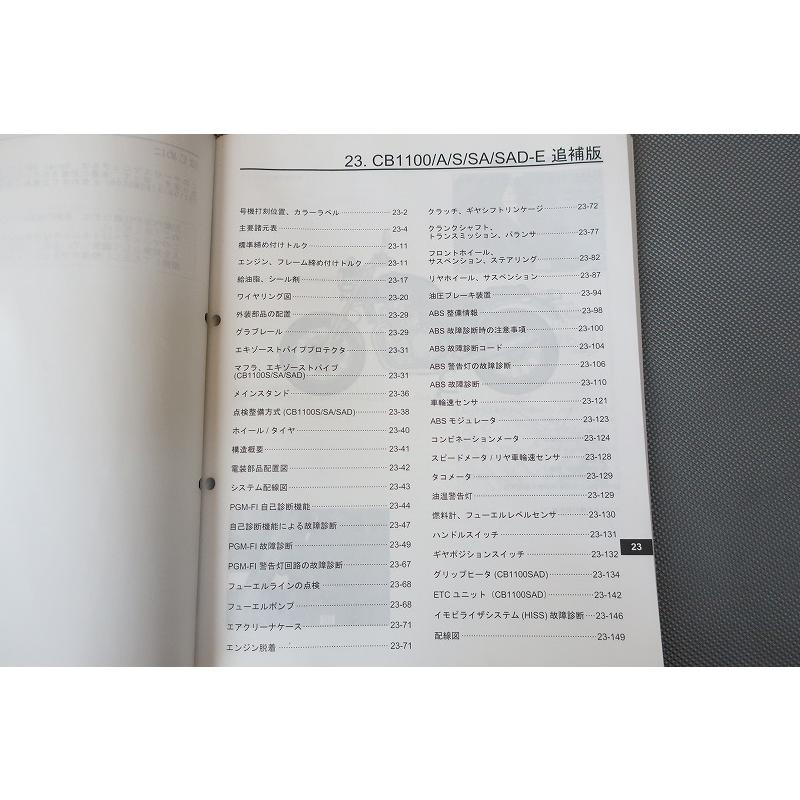 23. CB1100/A/S/SA/SAD-E 追補版
号機打刻位置、カラーラベル 23-2
主要諸元表 23-4
標準締め付けトルク 23-11
エンジン、フレーム締め付けトルク 23-11
給油脂、シール剤 23-17
ワイヤリング図 23-20
外装部品の配置 23-29
グラブレール 23-29
エキゾーストパイププロテクタ 23-31
マフラ、エキゾーストパイプ
(CB1100S/SA/SAD) 23-31
メインスタンド 23-36
点検整備方式 (CB1100S/SA/SAD) 23-38
ホイール / タイヤ 23-40
構造概要 23-41
電装部品配置図 23-42
システム配線図 23-43
PGM-FI 自己診断機能 23-44
自己診断機能による故障診断 23-47
PGM-FI 故障診断 23-49
PGM-FI 警告灯回路の故障診断 23-67
フューエルラインの点検 23-68
フューエルポンプ 23-68
エアクリーナケース 23-71
エンジン脱着 23-71
クラッチ、ギヤシフトリンケージ 23-72
クランクシャフト、
トランスミッション、バランサ 23-77
フロントホイール、
サスペンション、ステアリング 23-82
リヤホイール、サスペンション 23-87
油圧ブレーキ装置 23-94
ABS 整備情報 23-98
ABS 故障診断時の注意事項 23-100
ABS 故障診断コード 23-104
ABS 警告灯の故障診断 23-106
ABS 故障診断 23-110
車輪速センサ 23-121
ABS モジュレータ 23-123
コンビネーションメータ 23-124
スピードメータ / リヤ車輪速センサ 23-128
タコメータ 23-129
油温警告灯 23-129
燃料計、フューエルレベルセンサ 23-130
ハンドルスイッチ 23-131
ギヤポジションスイッチ 23-132
グリップヒータ (CB1100SAD) 23-134
ETC ユニット（CB1100SAD） 23-142
イモビライザシステム (HISS) 故障診断 23-146
配線図 23-149
23